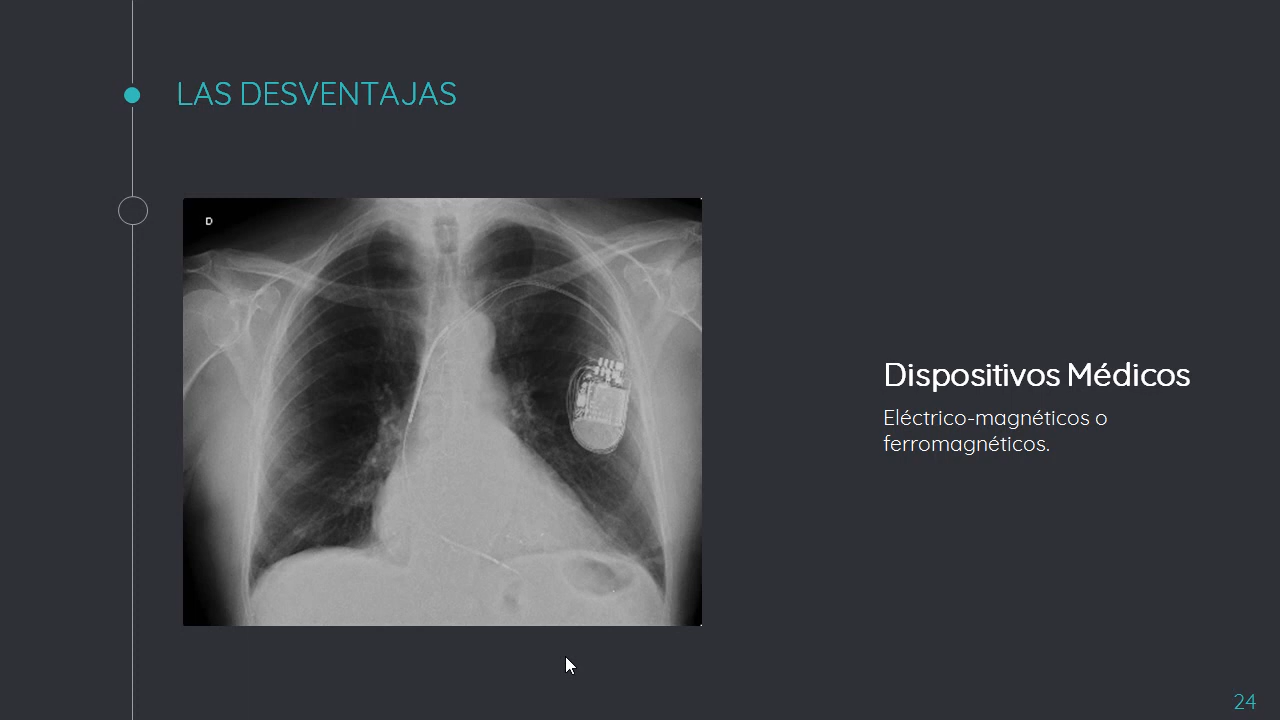 LAS DESVENTAJAS
D
Dispositivos Médicos
Eléctrico-magnéticos o
ferromagnéticos.
24